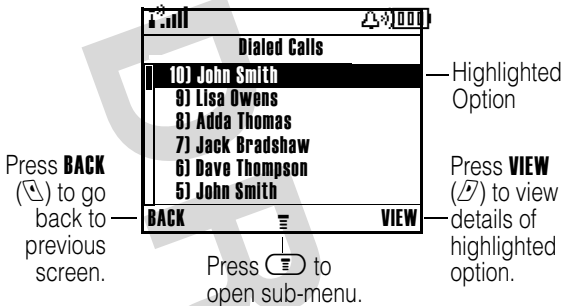 Dialed Calls
10) John Smith
9) Lisa Owens
8) Adda Thomas
7) Jack Bradshaw
6) Dave Thompson
5) John Smith
BACK
VIEW
Highlighted
Option
Press BACK
() to go
back to
previous
screen.
Press () to
open sub-menu.
Press VIEW
() to view
details of
highlighted
option.